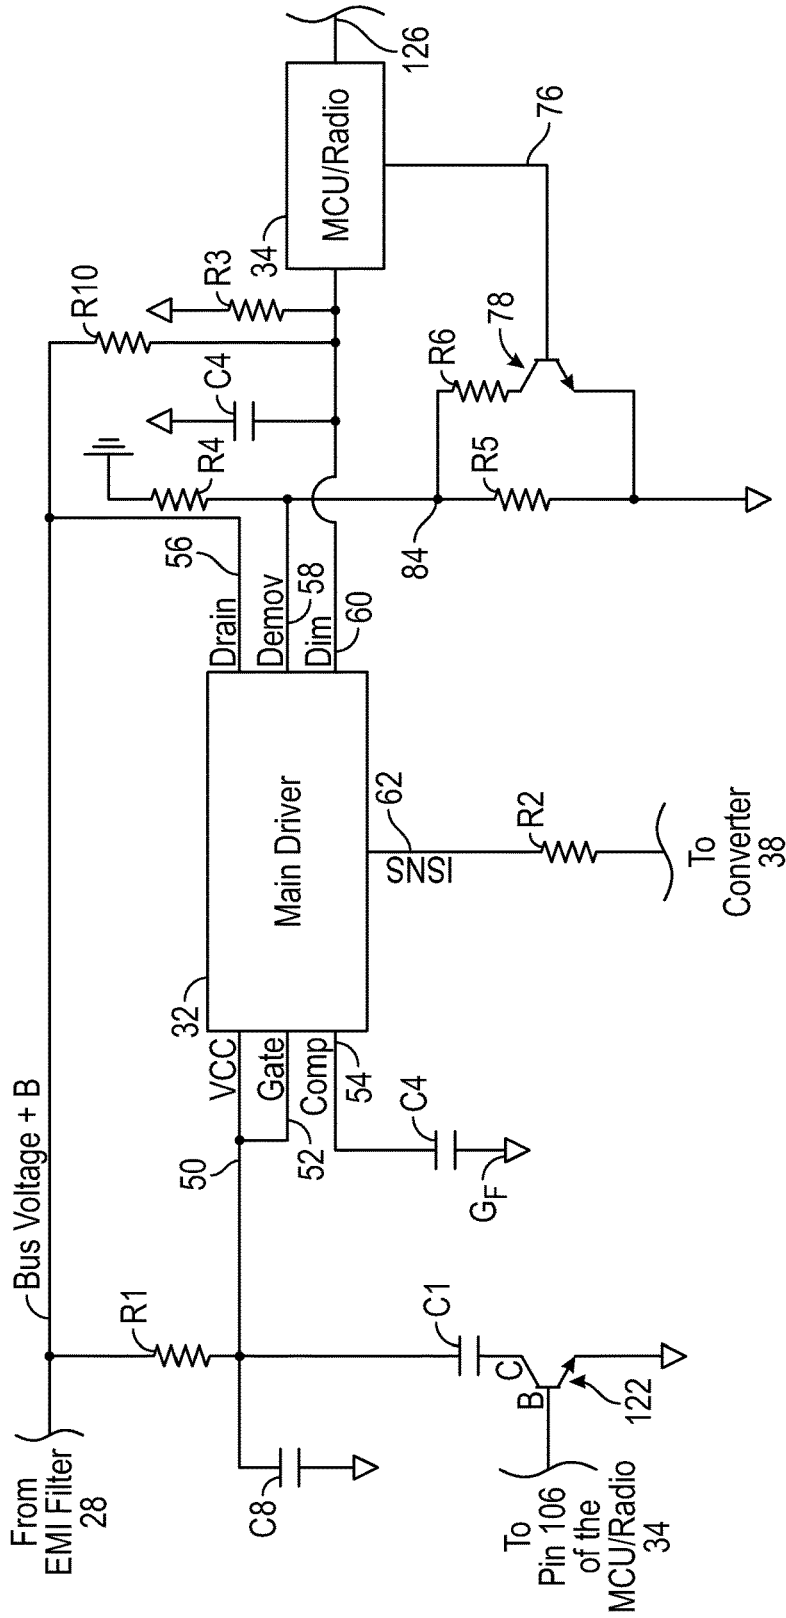 From
EMI Filter
28
Bus Voltage + B
R1
C8
C1
C
B
122
To
Pin 106
of the
MCU/Radio
34
50
VCC
Gate
52
Comp
54
C4
GF
32
Main Driver
ISNS
62
R2
To
Converter
38
Drain
56
Demov
58
Dim
60
R4
C4
R10
R3
34
MCU/Radio
126
76
84
R5
R6
78